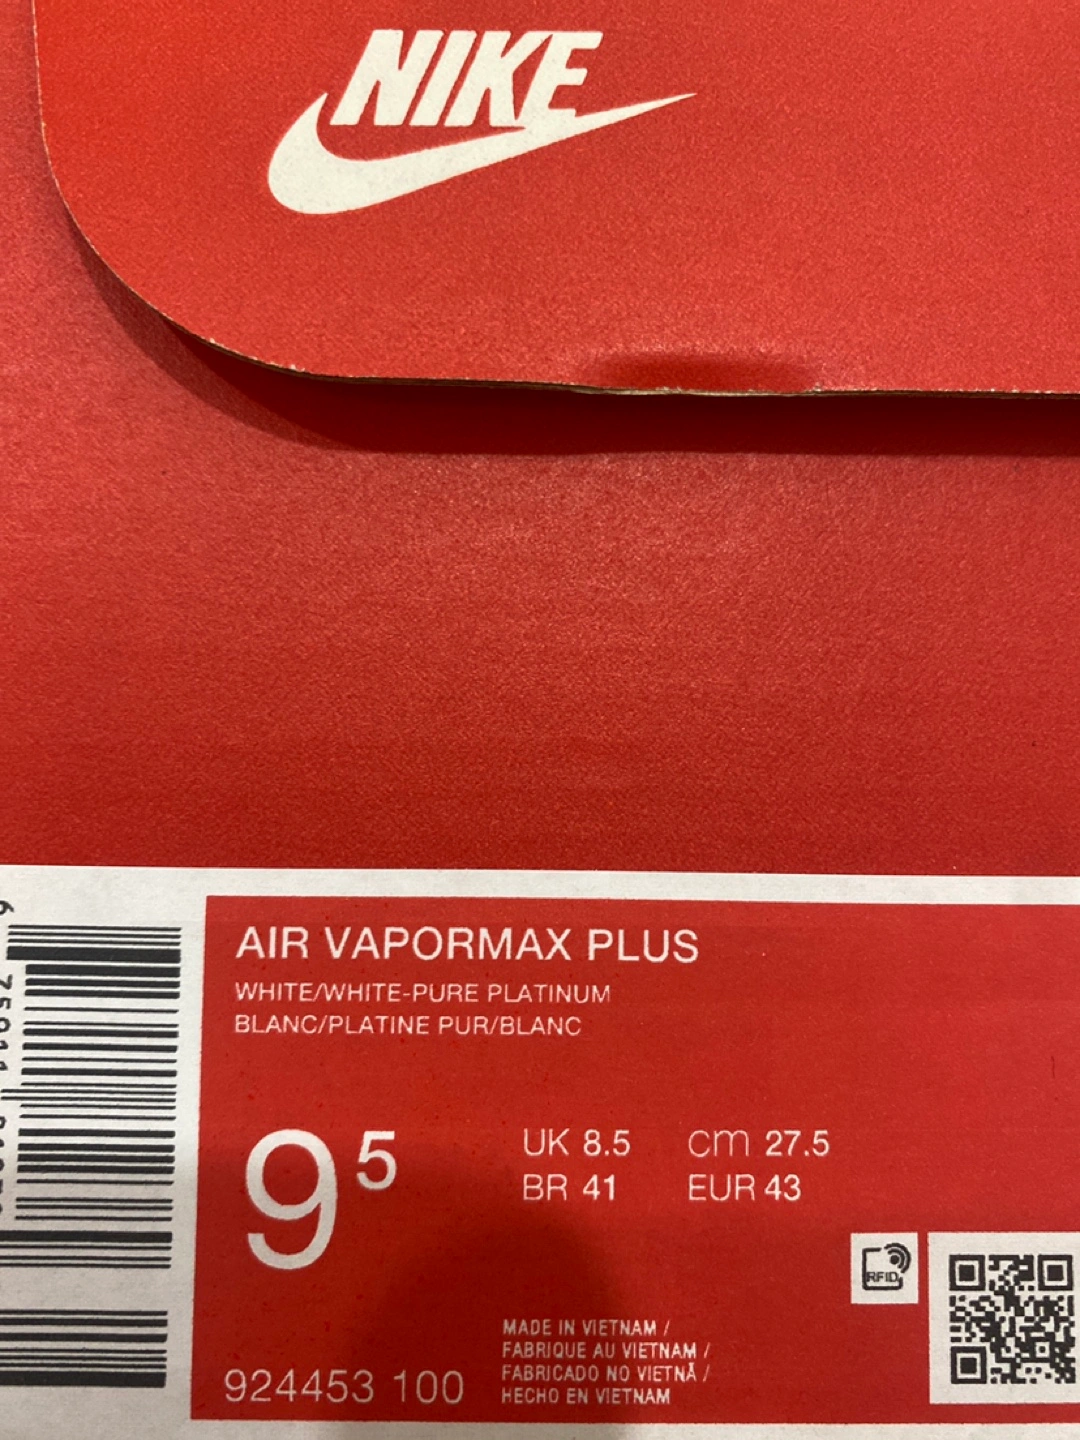 NIKE
AIR VAPORMAX PLUS
WHITE/WHITE-PURE PLATINUM
BLANC/PLATINE PUR/BLANC
9⁵
UK 8.5 cm 27.5
BR 41 EUR 43
RFID
MADE IN VIETNAM /
FABRIQUE AU VIETNAM /
FABRICADO NO VIETNÃ /
HECHO EN VIETNAM
924453 100